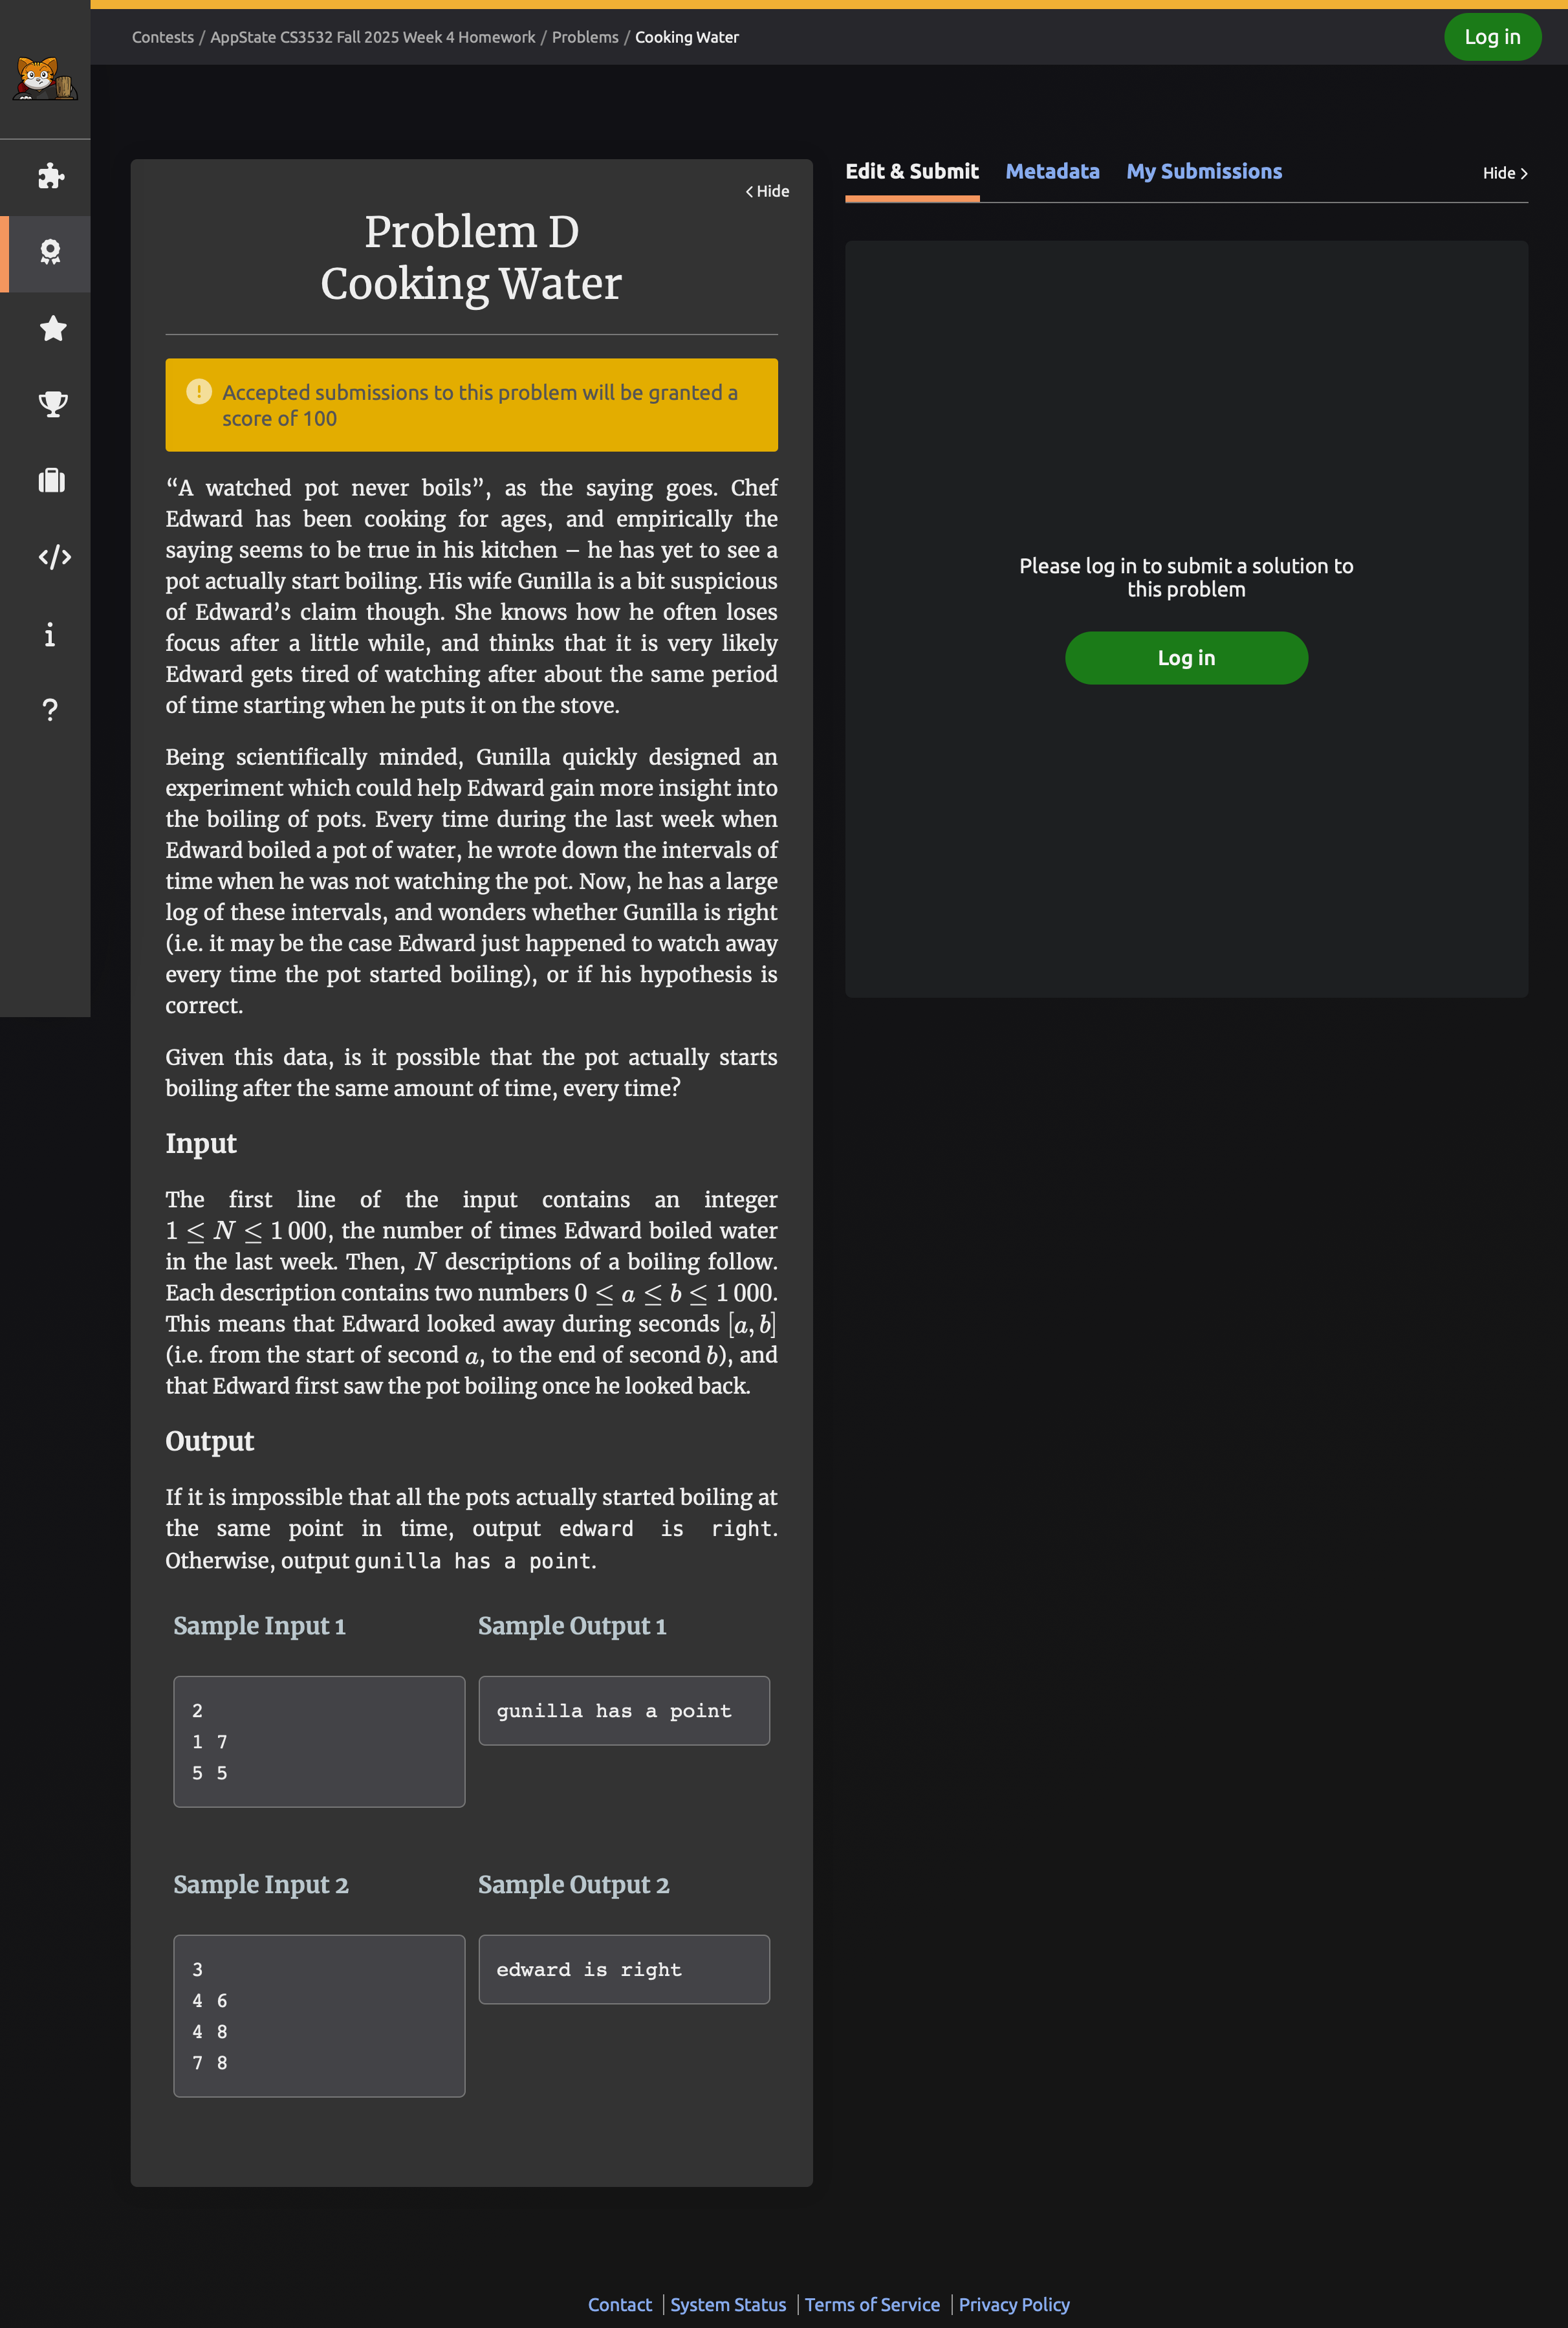 Contests / AppState CS3532 Fall 2025 Week 4 Homework / Problems / Cooking Water
Log in
Hide
Problem D
Cooking Water
Accepted submissions to this problem will be granted a
score of 100
“A watched pot never boils”, as the saying goes. Chef
Edward has been cooking for ages, and empirically the
saying seems to be true in his kitchen – he has yet to see a
pot actually start boiling. His wife Gunilla is a bit suspicious
of Edward’s claim though. She knows how he often loses
focus after a little while, and thinks that it is very likely
Edward gets tired of watching after about the same period
of time starting when he puts it on the stove.
Being scientifically minded, Gunilla quickly designed an
experiment which could help Edward gain more insight into
the boiling of pots. Every time during the last week when
Edward boiled a pot of water, he wrote down the intervals of
time when he was not watching the pot. Now, he has a large
log of these intervals, and wonders whether Gunilla is right
(i.e. it may be the case Edward just happened to watch away
every time the pot started boiling), or if his hypothesis is
correct.
Given this data, is it possible that the pot actually starts
boiling after the same amount of time, every time?
Input
The first line of the input contains an integer
1 ≤ N ≤ 1 000, the number of times Edward boiled water
in the last week. Then, N descriptions of a boiling follow.
Each description contains two numbers 0 ≤ a ≤ b ≤ 1 000.
This means that Edward looked away during seconds [a, b]
(i.e. from the start of second a, to the end of second b), and
that Edward first saw the pot boiling once he looked back.
Output
If it is impossible that all the pots actually started boiling at
the same point in time, output edward is right.
Otherwise, output gunilla has a point.
Sample Input 1
Sample Output 1
2
1 7
5 5
gunilla has a point
Sample Input 2
Sample Output 2
3
4 6
4 8
7 8
edward is right
Edit & Submit
Metadata
My Submissions
Hide
Please log in to submit a solution to
this problem
Log in
Contact
System Status
Terms of Service
Privacy Policy